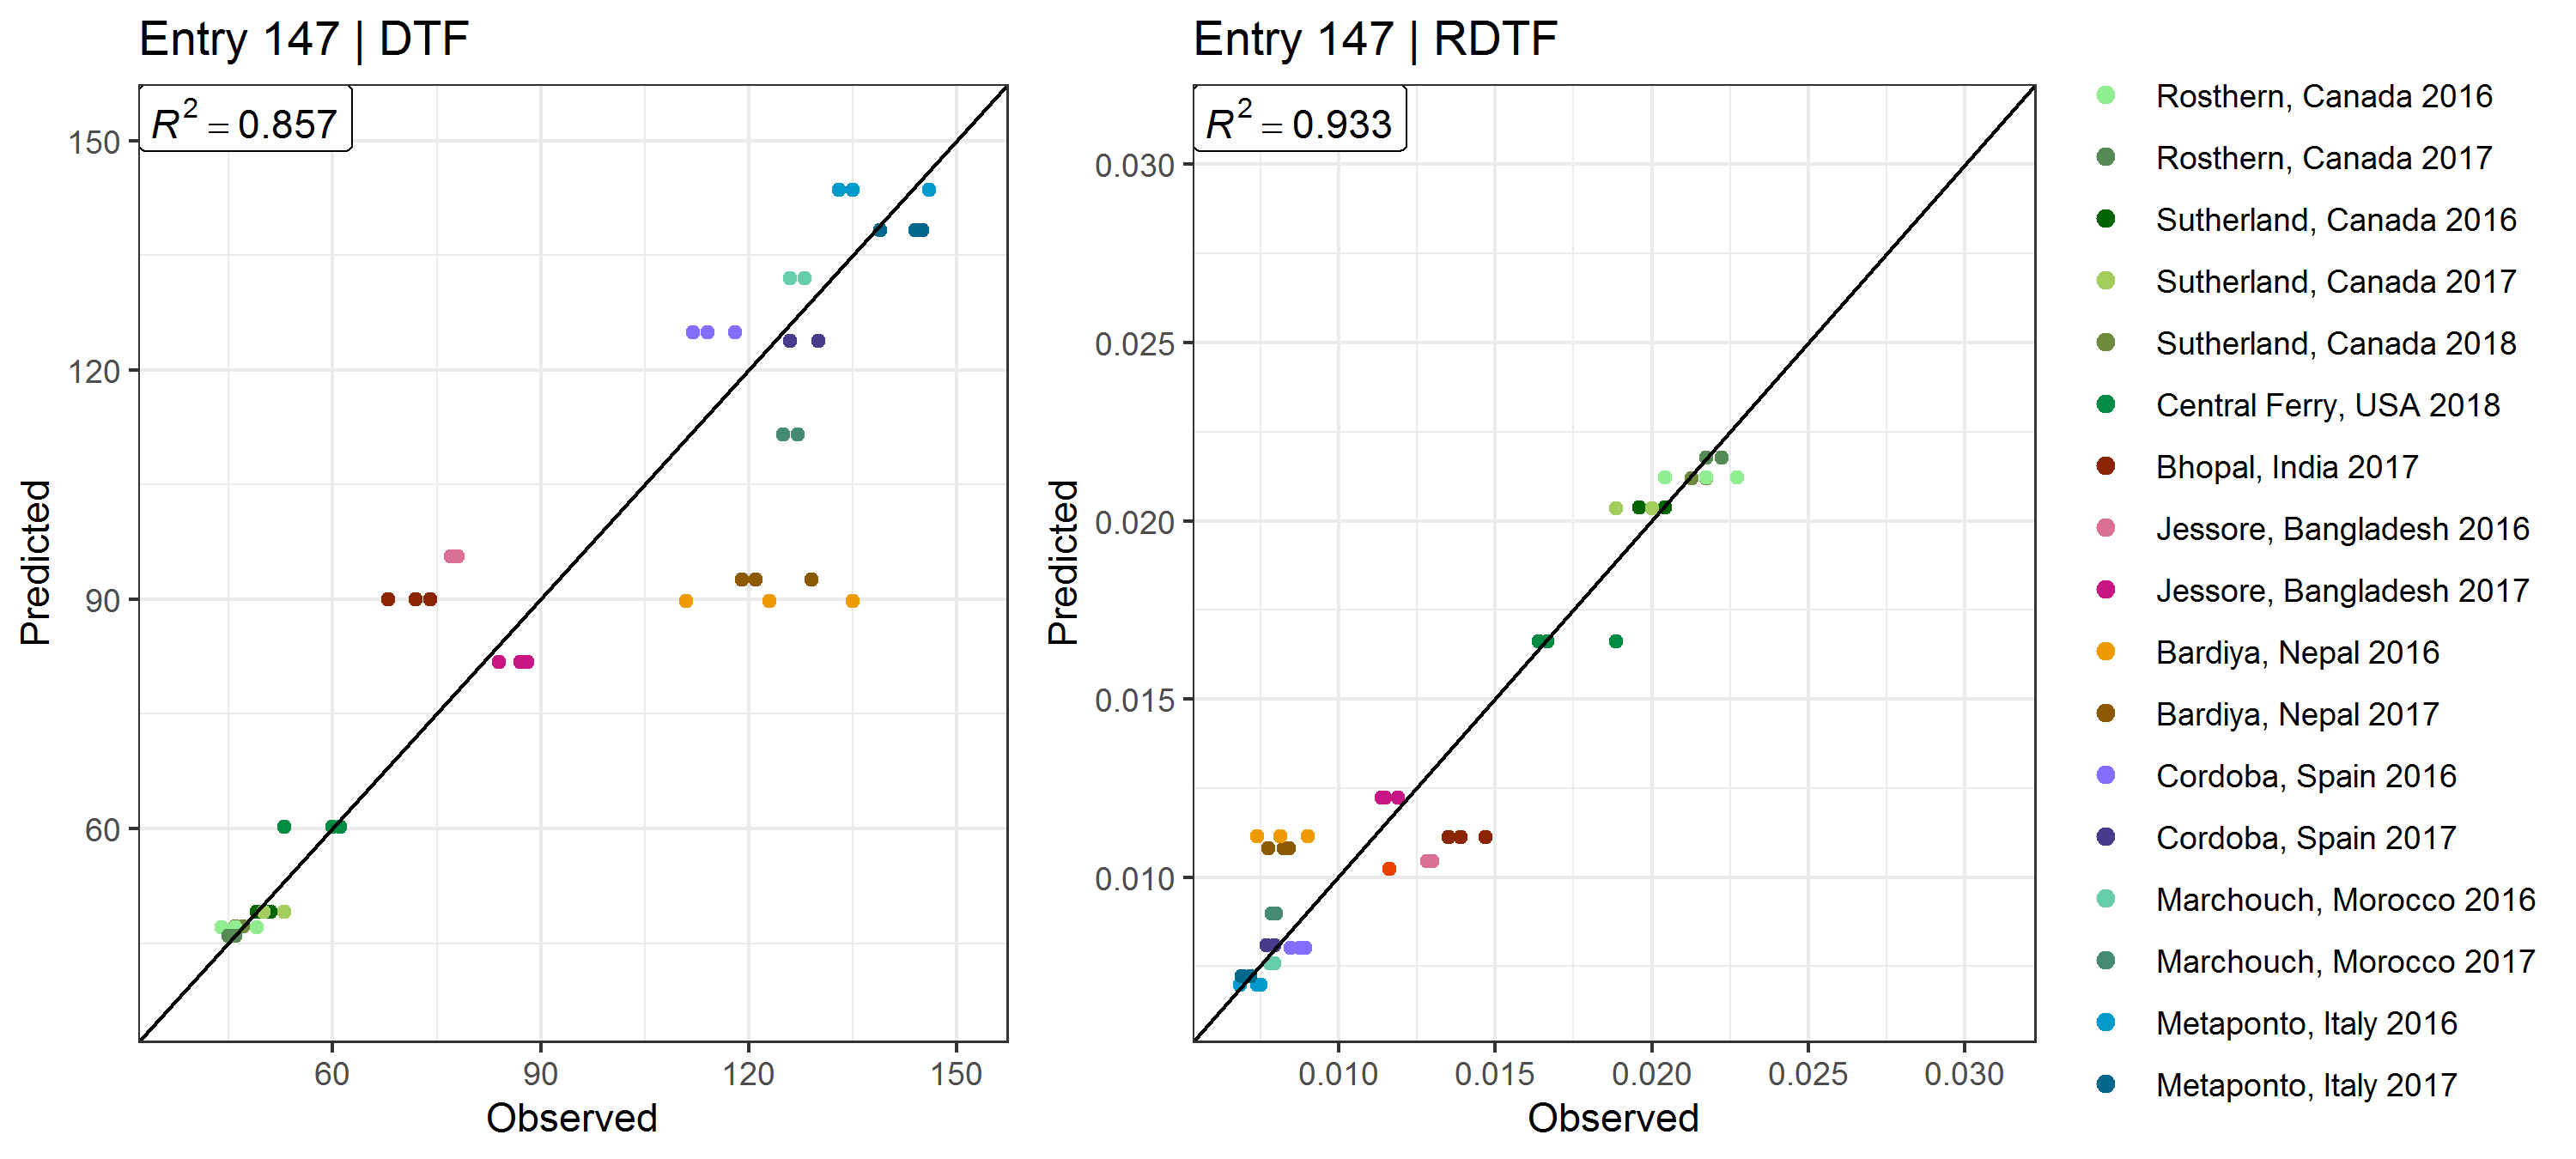 Entry 147 | DTF
R² = 0.857
150
120
90
60
Predicted
60 90 120 150
Observed
Entry 147 | RDTF
R² = 0.933
0.030
0.025
0.020
0.015
0.010
Predicted
0.010 0.015 0.020 0.025 0.030
Observed
Rosthern, Canada 2016
Rosthern, Canada 2017
Sutherland, Canada 2016
Sutherland, Canada 2017
Sutherland, Canada 2018
Central Ferry, USA 2018
Bhopal, India 2017
Jessore, Bangladesh 2016
Jessore, Bangladesh 2017
Bardiya, Nepal 2016
Bardiya, Nepal 2017
Cordoba, Spain 2016
Cordoba, Spain 2017
Marchouch, Morocco 2016
Marchouch, Morocco 2017
Metaponto, Italy 2016
Metaponto, Italy 2017